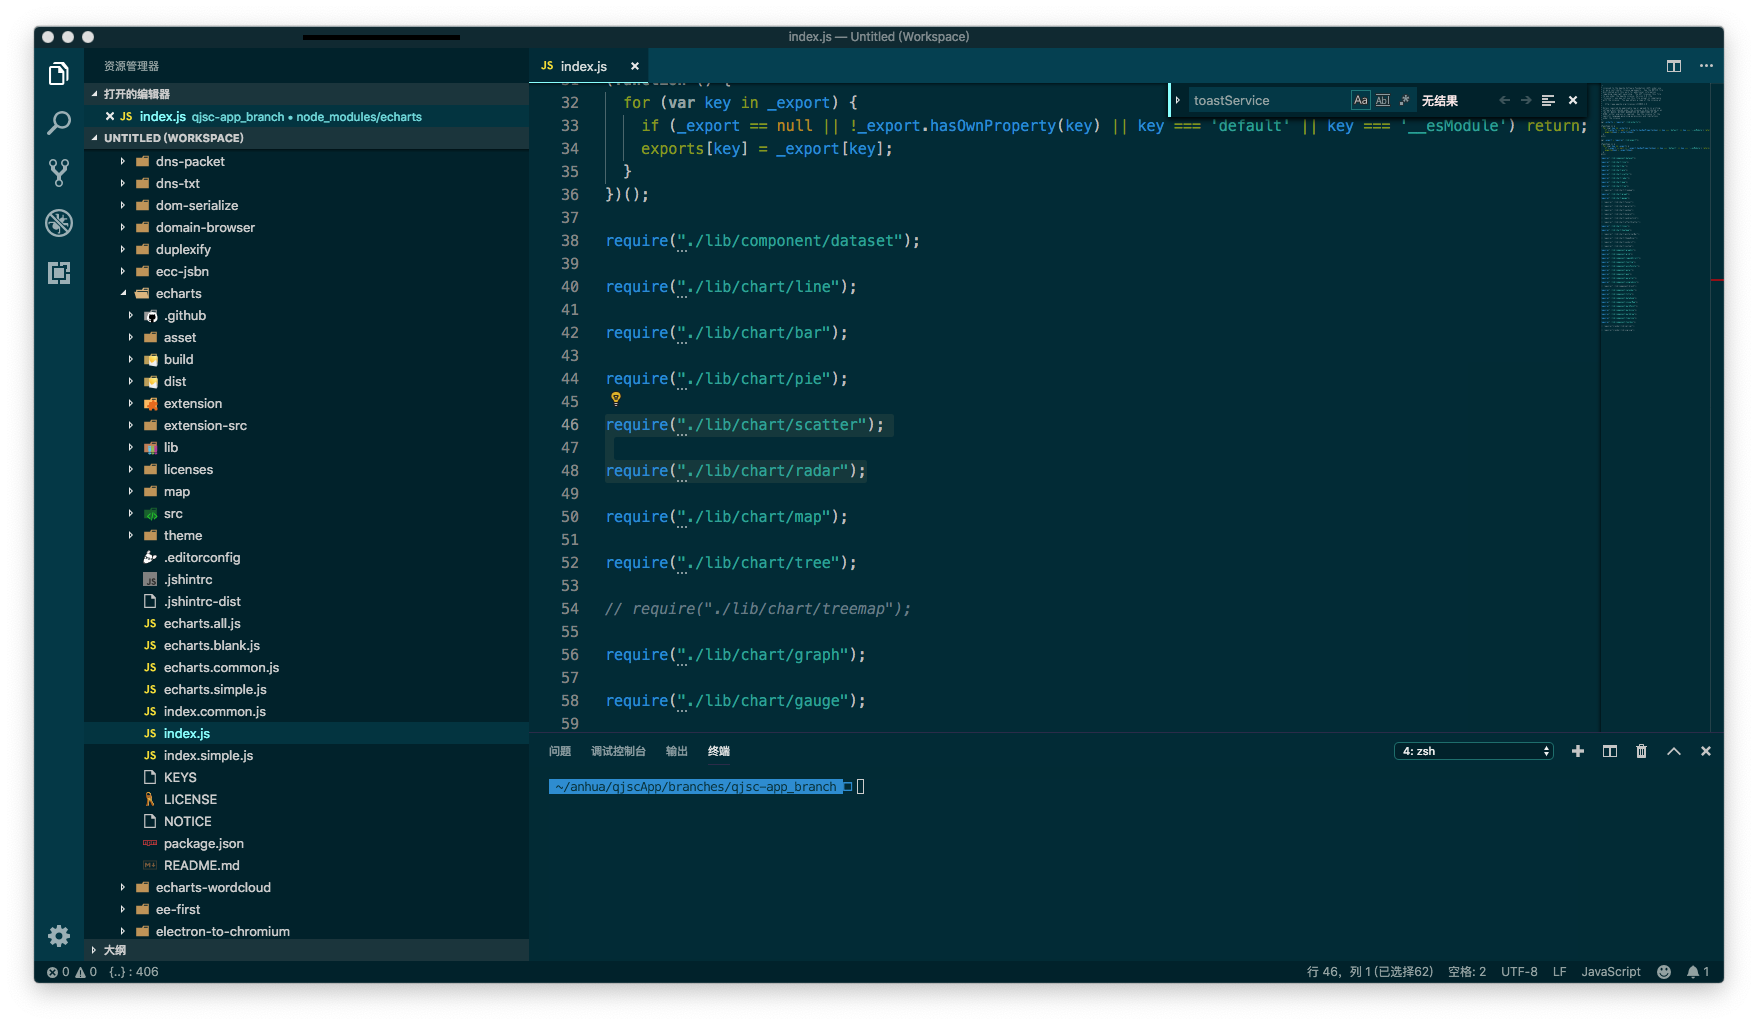 index.js — Untitled (Workspace)
资源管理器
打开的编辑器
JS index.js qjsc-app_branch • node_modules/echarts
UNTITLED (WORKSPACE)
dns-packet
dns-txt
dom-serialize
domain-browser
duplexify
ecc-jsbn
echarts
.github
asset
build
dist
extension
extension-src
lib
licenses
map
src
theme
.editorconfig
JS .jshintrc
.jshintrc-dist
JS echarts.all.js
JS echarts.blank.js
JS echarts.common.js
JS echarts.simple.js
JS index.common.js
JS index.js
JS index.simple.js
KEYS
LICENSE
NOTICE
package.json
README.md
echarts-wordcloud
ee-first
electron-to-chromium
大纲
JS index.js
toastService Aa Abl .* 无结果
32 for (var key in _export) {
33 if (_export == null || !_export.hasOwnProperty(key) || key === 'default' || key === '__esModule') return;
34 exports[key] = _export[key];
35 }
36 })();
37
38 require("./lib/component/dataset");
39
40 require("./lib/chart/line");
41
42 require("./lib/chart/bar");
43
44 require("./lib/chart/pie");
45
46 require("./lib/chart/scatter");
47
48 require("./lib/chart/radar");
49
50 require("./lib/chart/map");
51
52 require("./lib/chart/tree");
53
54 // require("./lib/chart/treemap");
55
56 require("./lib/chart/graph");
57
58 require("./lib/chart/gauge");
59
问题 调试控制台 输出 终端 4: zsh
~/anhua/qjscApp/branches/qjsc-app_branch
0 0 {..} : 406 行 46，列 1 (已选择62) 空格: 2 UTF-8 LF JavaScript 1